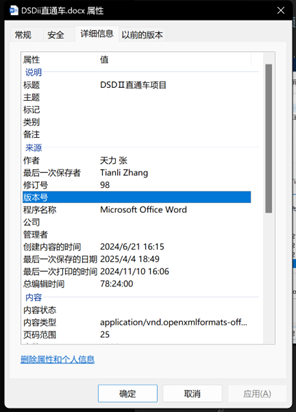 DSDii直通车.docx 属性
常规 安全 详细信息 以前的版本
属性 值
说明
标题 DSDⅡ直通车项目
主题
标记
类别
备注
来源
作者 天力 张
最后一次保存者 Tianli Zhang
修订号 98
版本号
程序名称 Microsoft Office Word
公司
管理者
创建内容的时间 2024/6/21 16:15
最后一次保存的日期 2025/4/4 18:49
最后一次打印的时间 2024/11/10 16:06
总编辑时间 78:24:00
内容
内容状态
内容类型 application/vnd.openxmlformats-off...
页码范围 25
删除属性和个人信息
确定 取消 应用(A)